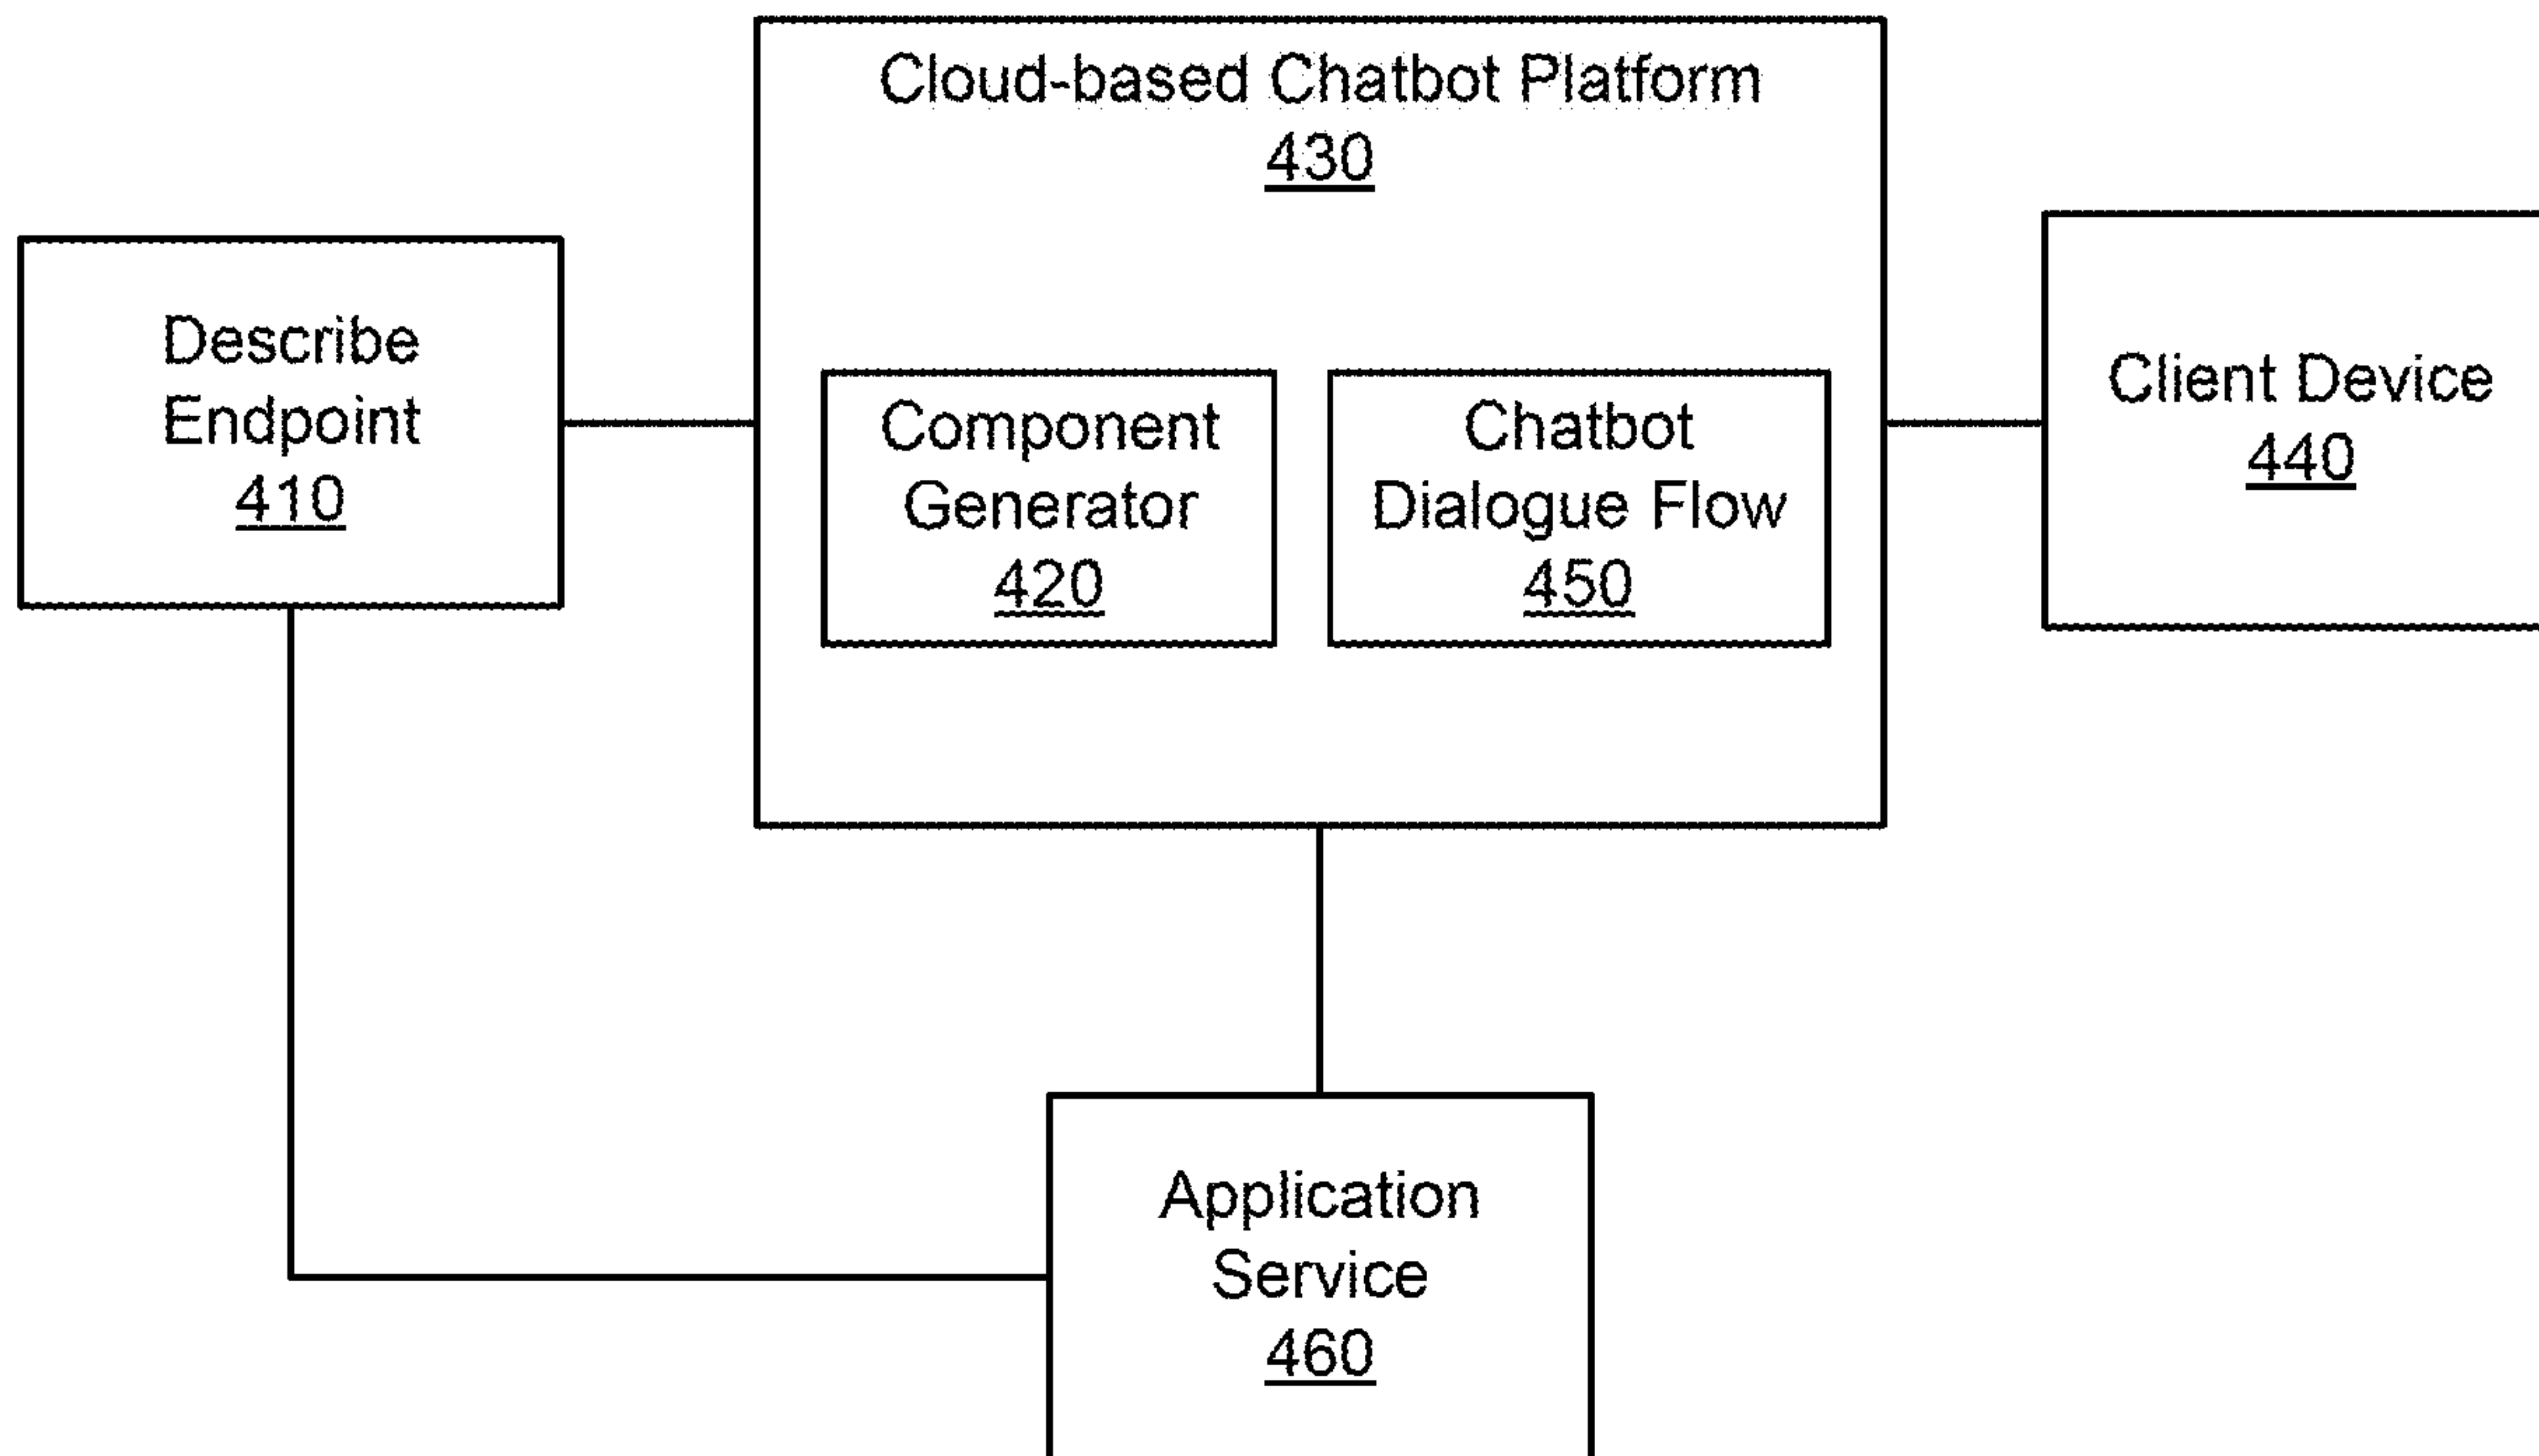 Cloud-based Chatbot Platform
430
Describe
Endpoint
410
Component
Generator
420
Chatbot
Dialogue Flow
450
Client Device
440
Application
Service
460